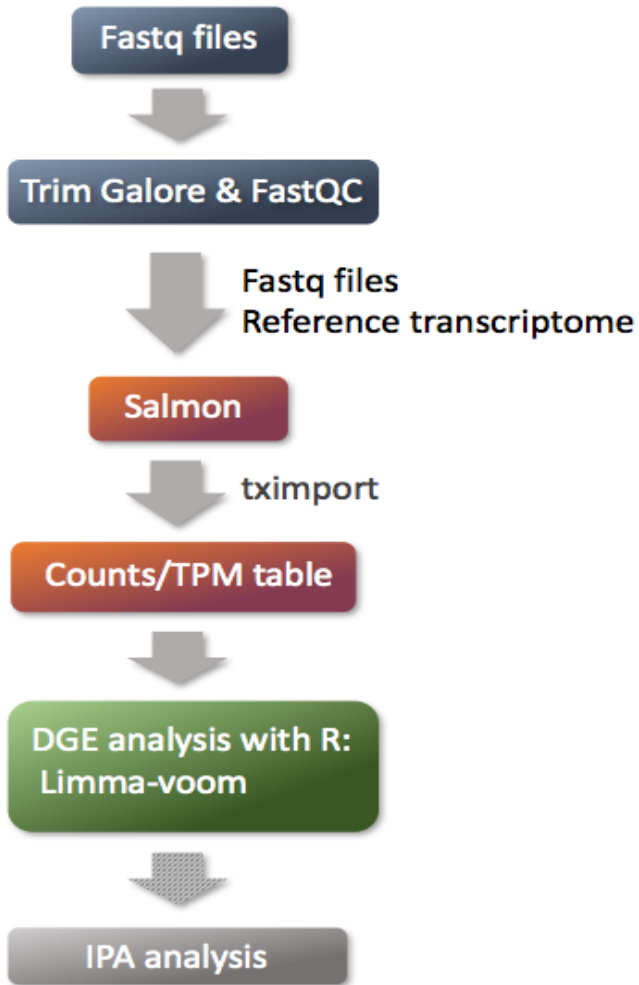 Fastq files
Trim Galore & FastQC
Fastq files
Reference transcriptome
Salmon
tximport
Counts/TPM table
DGE analysis with R:
Limma-voom
IPA analysis